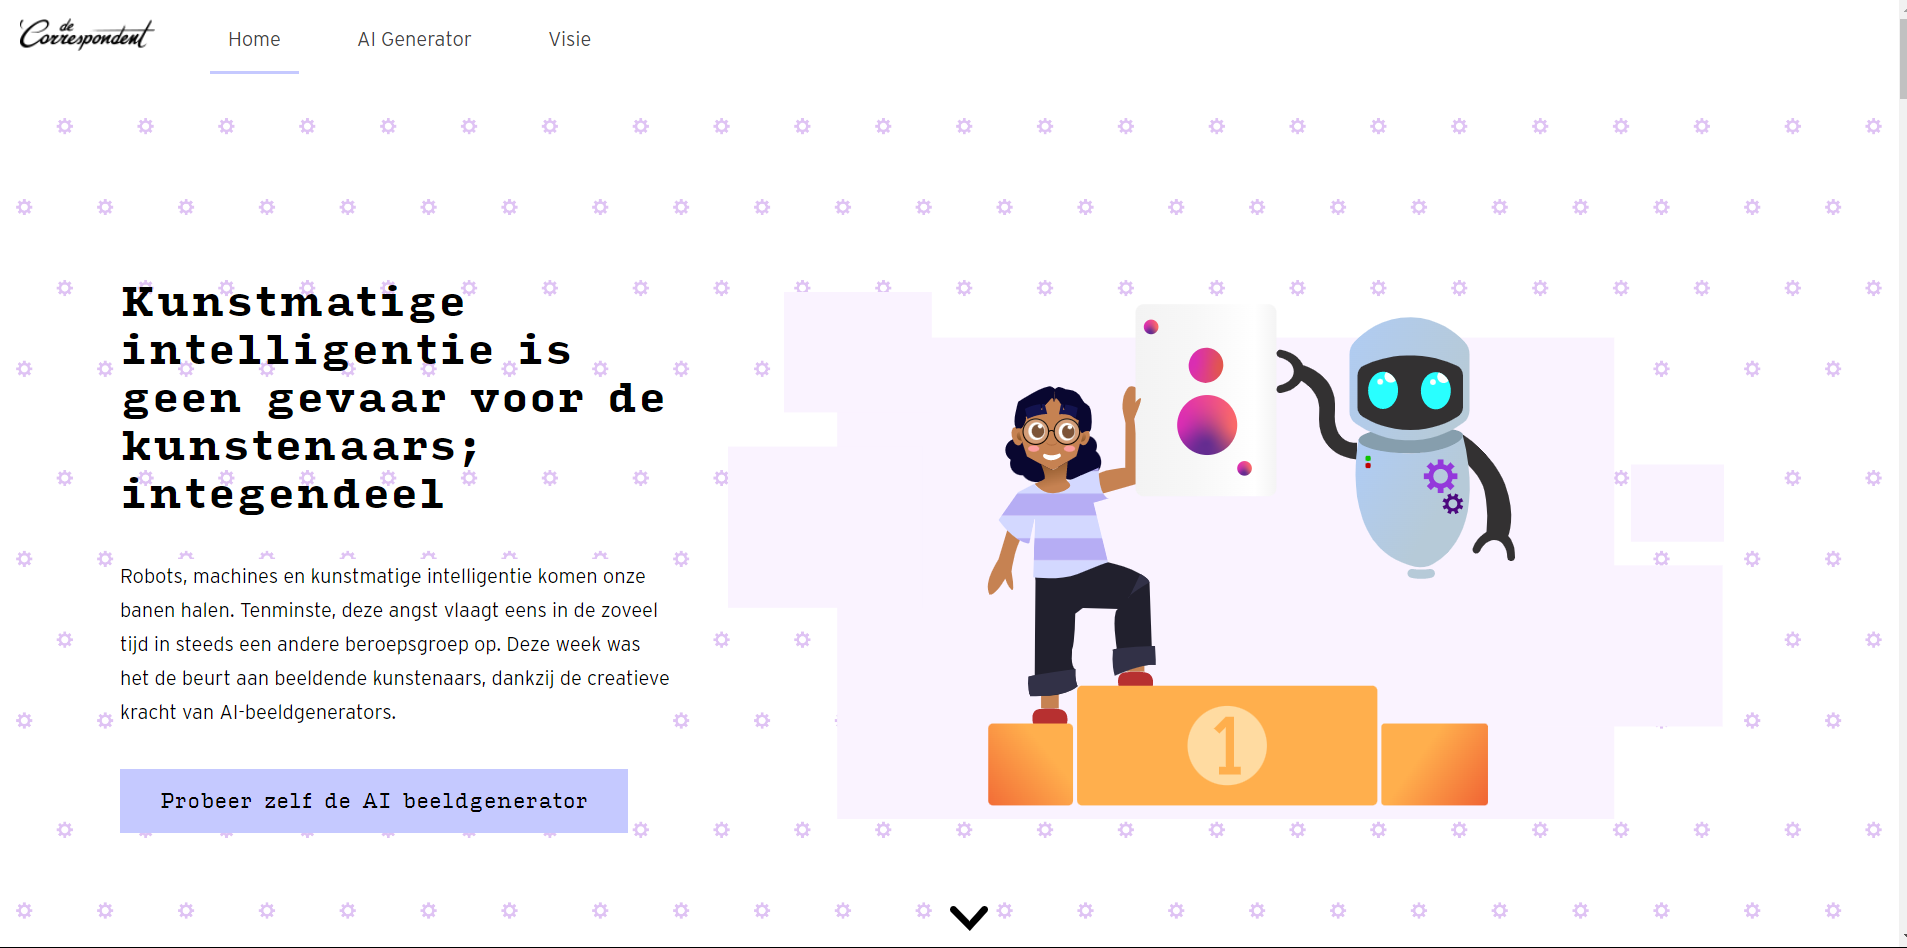 de
Correspondent
Home AI Generator Visie
Kunstmatige
intelligentie is
geen gevaar voor de
kunstenaars;
integendeel
Robots, machines en kunstmatige intelligentie komen onze
banen halen. Tenminste, deze angst vlaagt eens in de zoveel
tijd in steeds een andere beroepsgroep op. Deze week was
het de beurt aan beeldende kunstenaars, dankzij de creatieve
kracht van AI-beeldgenerators.
Probeer zelf de AI beeldgenerator
1